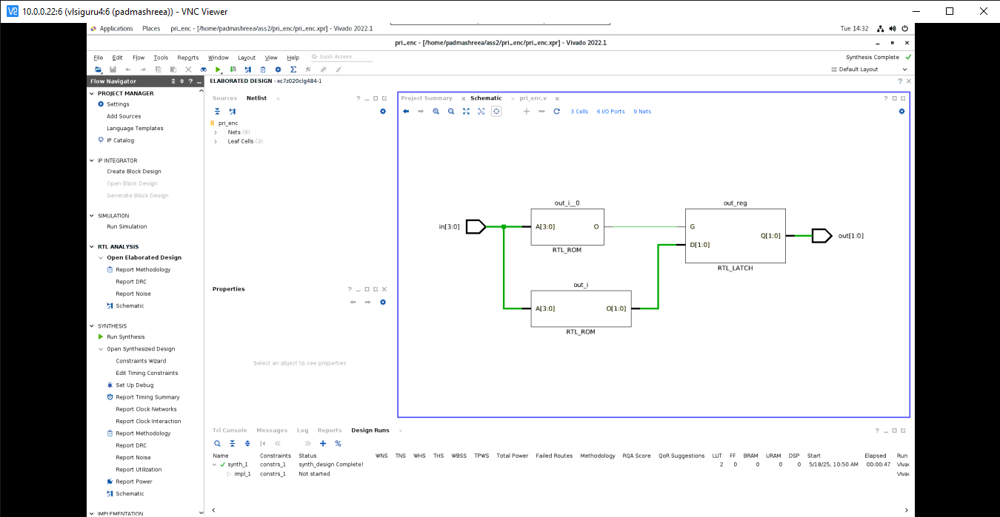 10.0.0.22:6 (vlsiguru4:6 (padmashreea)) - VNC Viewer
Applications Places pri_enc - [/home/padmashreea/ass2/pri_enc/pri_enc.xpr] - Vivado 2022.1 Tue 14:32
pri_enc - [/home/padmashreea/ass2/pri_enc/pri_enc.xpr] - Vivado 2022.1
File Edit Flow Tools Reports Window Layout View Help Quick Access Synthesis Complete
Default Layout
Flow Navigator
PROJECT MANAGER
Settings
Add Sources
Language Templates
IP Catalog
IP INTEGRATOR
Create Block Design
Open Block Design
Generate Block Design
SIMULATION
Run Simulation
RTL ANALYSIS
Open Elaborated Design
Report Methodology
Report DRC
Report Noise
Schematic
SYNTHESIS
Run Synthesis
Open Synthesized Design
Constraints Wizard
Edit Timing Constraints
Set Up Debug
Report Timing Summary
Report Clock Networks
Report Clock Interaction
Report Methodology
Report DRC
Report Noise
Report Utilization
Report Power
Schematic
IMPLEMENTATION
ELABORATED DESIGN - xc7z020clg484-1
Sources Netlist
pri_enc
Nets (9)
Leaf Cells (3)
Properties
Select an object to see properties
Project Summary Schematic pri_enc.v
3 Cells 6 I/O Ports 9 Nets
out_i__0 out_reg
in[3:0] A[3:0] O G
Q[1:0] out[1:0]
D[1:0]
RTL_ROM
RTL_LATCH
out_i
A[3:0] O[1:0]
RTL_ROM
Tcl Console Messages Log Reports Design Runs
Name Constraints Status WNS TNS WHS THS WBSS TPWS Total Power Failed Routes Methodology RQA Score QoR Suggestions LUT FF BRAM URAM DSP Start Elapsed Run
synth_1 constrs_1 synth_design Complete! 2 0 0 0 0 5/18/25, 10:50 AM 00:00:47 Viva
impl_1 constrs_1 Not started Viva